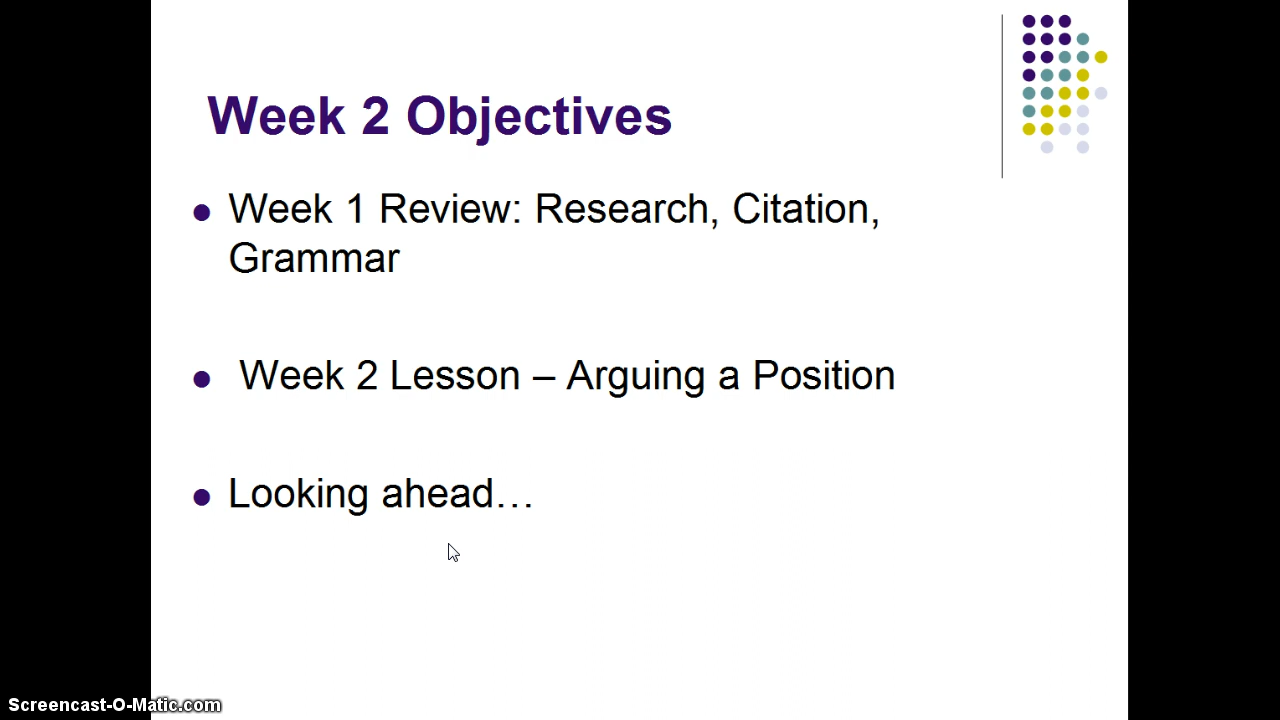 Week 2 Objectives
Week 1 Review: Research, Citation,
Grammar
Week 2 Lesson – Arguing a Position
Looking ahead…
Screencast-O-Matic.com